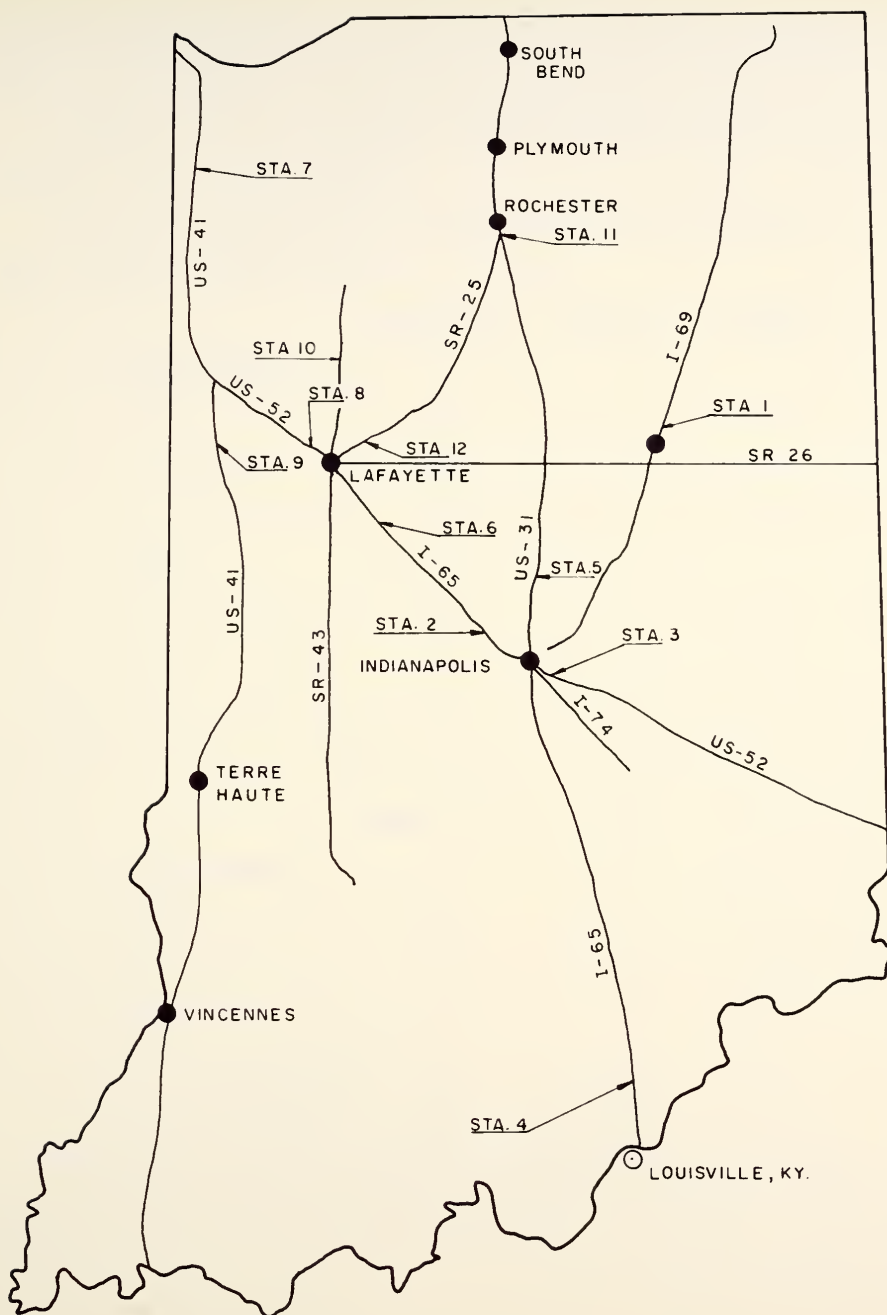 SOUTH
BEND
PLYMOUTH
STA. 7
ROCHESTER
STA. 11
US-41
SR-25
I-69
STA 10
US-52
STA. 8
STA 1
STA. 12
SR 26
STA. 9
LAFAYETTE
STA. 6
I-65
US-31
STA. 5
US-41
SR-43
STA. 2
STA. 3
INDIANAPOLIS
I-74
US-52
TERRE
HAUTE
I-65
VINCENNES
STA. 4
LOUISVILLE, KY.